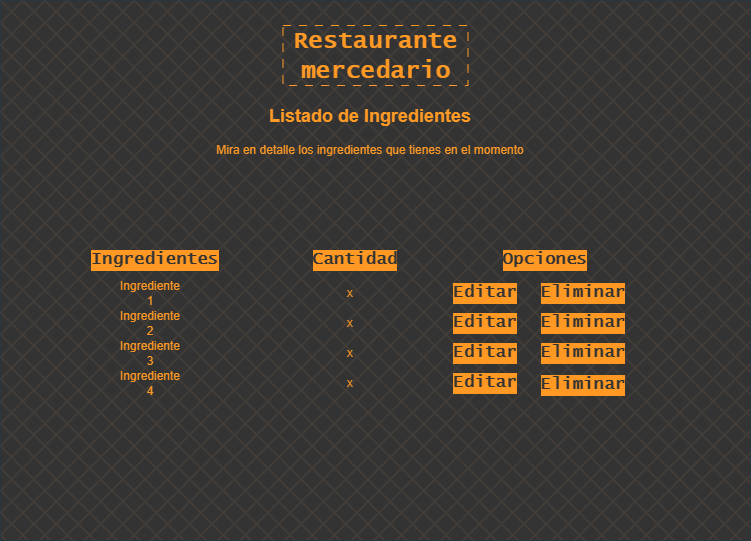 Restaurante
mercedario
Listado de Ingredientes
Mira en detalle los ingredientes que tienes en el momento
Ingredientes Cantidad Opciones
Ingrediente
1 x Editar Eliminar
Ingrediente
2 x Editar Eliminar
Ingrediente
3 x Editar Eliminar
Ingrediente
4 x Editar Eliminar